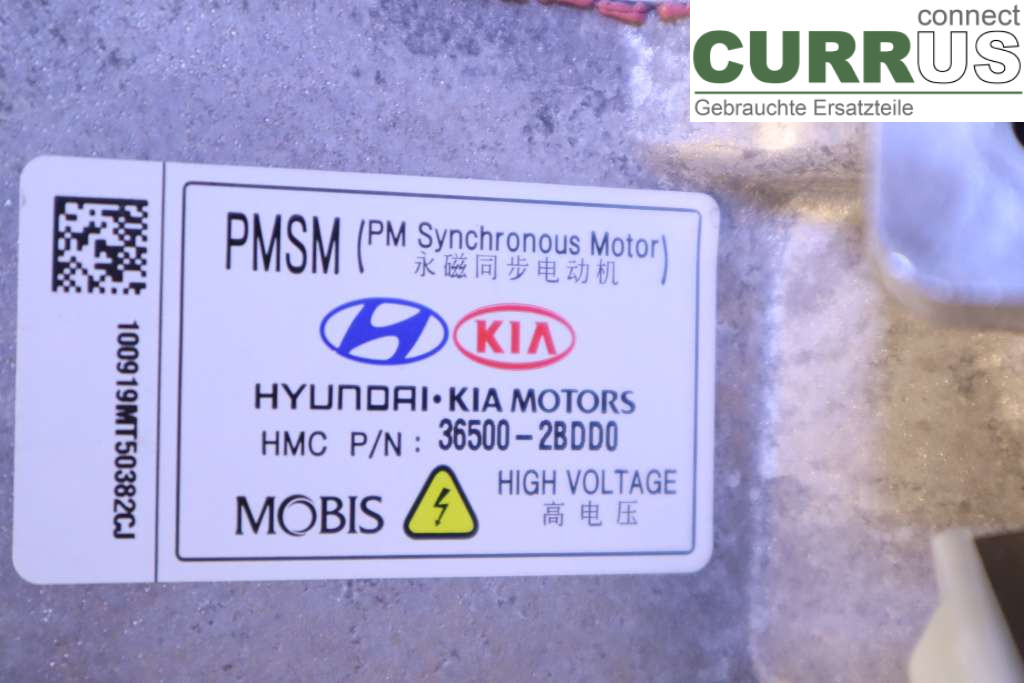 connect
CURRUS
Gebrauchte Ersatzteile
PMSM (PM Synchronous Motor)
永磁同步电动机
KIA
HYUNDAI·KIA MOTORS
HMC P/N : 36500-2BDD0
MOBIS
HIGH VOLTAGE
高电压
100919MT50382CJ